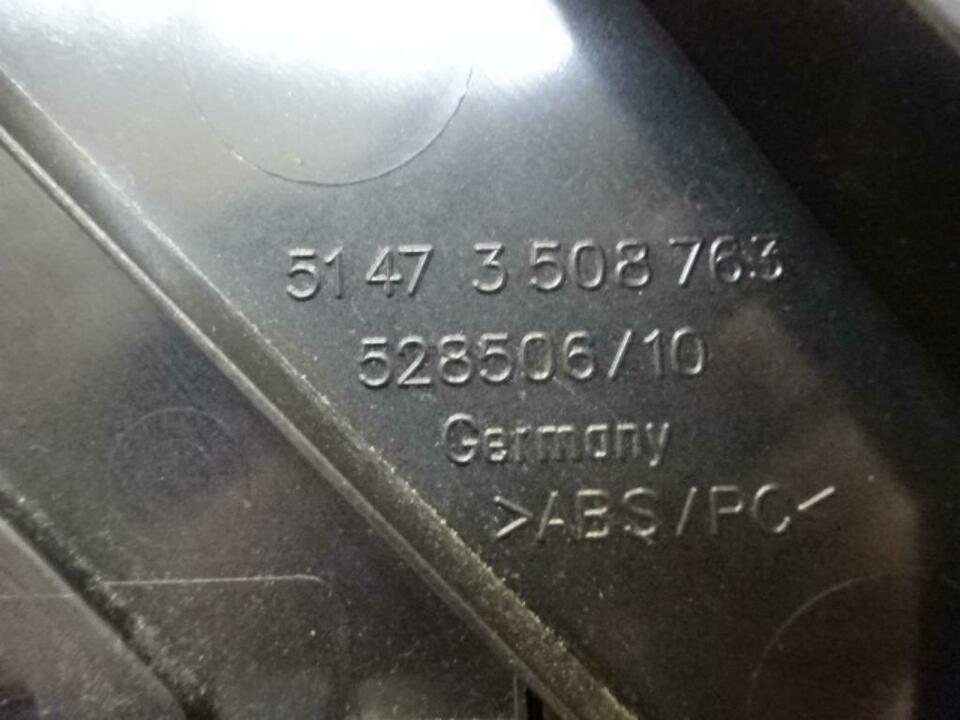 51 47 3 508 763
528506/10
Germany
>ABS/PC<